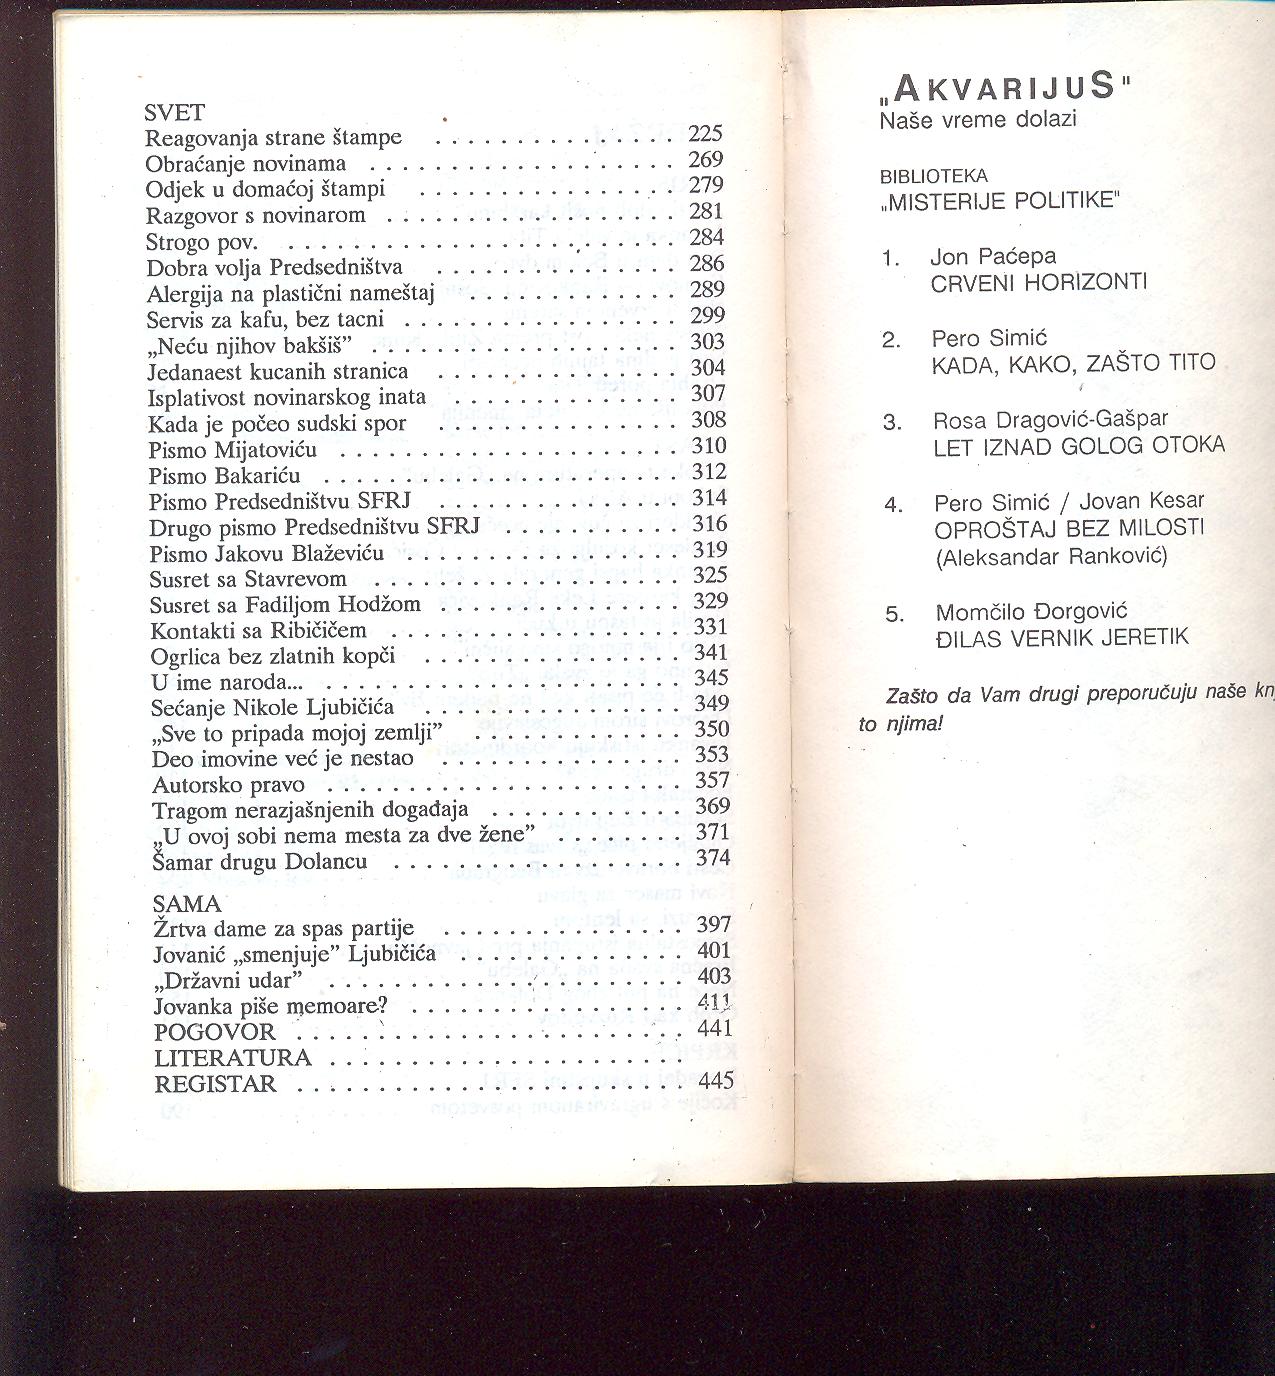 SVET
Reagovanja strane štampe . . . . . . . . . . . . . . 225
Obraćanje novinama . . . . . . . . . . . . . . . . . 269
Odjek u domaćoj štampi . . . . . . . . . . . . . . 279
Razgovor s novinarom . . . . . . . . . . . . . . . . 281
Strogo pov. . . . . . . . . . . . . . . . . . . . . . 284
Dobra volja Predsedništva . . . . . . . . . . . . . 286
Alergija na plastični nameštaj . . . . . . . . . . . 289
Servis za kafu, bez tacni . . . . . . . . . . . . . . . 299
„Neću njihov bakšiš” . . . . . . . . . . . . . . . . . 303
Jedanaest kucanih stranica . . . . . . . . . . . . . 304
Isplativost novinarskog inata . . . . . . . . . . . . 307
Kada je počeo sudski spor . . . . . . . . . . . . . 308
Pismo Mijatoviću . . . . . . . . . . . . . . . . . . 310
Pismo Bakariću . . . . . . . . . . . . . . . . . . . 312
Pismo Predsedništvu SFRJ . . . . . . . . . . . . . 314
Drugo pismo Predsedništvu SFRJ . . . . . . . . . . 316
Pismo Jakovu Blaževiću . . . . . . . . . . . . . . . 319
Susret sa Stavrevom . . . . . . . . . . . . . . . . . 325
Susret sa Fadiljom Hodžom . . . . . . . . . . . . . 329
Kontakti sa Ribičičem . . . . . . . . . . . . . . . . 331
Ogrlica bez zlatnih kopči . . . . . . . . . . . . . . 341
U ime naroda... . . . . . . . . . . . . . . . . . . . 345
Sećanje Nikole Ljubičića . . . . . . . . . . . . . . 349
„Sve to pripada mojoj zemlji” . . . . . . . . . . . 350
Deo imovine već je nestao . . . . . . . . . . . . . 353
Autorsko pravo . . . . . . . . . . . . . . . . . . . 357
Tragom nerazjašnjenih događaja . . . . . . . . . . 369
„U ovoj sobi nema mesta za dve žene” . . . . . . . 371
Šamar drugu Dolancu . . . . . . . . . . . . . . . . 374
SAMA
Žrtva dame za spas partije . . . . . . . . . . . . . 397
Jovanić „smenjuje” Ljubičića . . . . . . . . . . . . 401
„Državni udar” . . . . . . . . . . . . . . . . . . . 403
Jovanka piše memoare? . . . . . . . . . . . . . . . 411
POGOVOR . . . . . . . . . . . . . . . . . . . . . 441
LITERATURA . . . . . . . . . . . . . . . . . . .
REGISTAR . . . . . . . . . . . . . . . . . . . . . 445
„AKVARIJUS"
Naše vreme dolazi
BIBLIOTEKA
„MISTERIJE POLITIKE"
1. Jon Paćepa
CRVENI HORIZONTI
2. Pero Simić
KADA, KAKO, ZAŠTO TITO
3. Rosa Dragović-Gašpar
LET IZNAD GOLOG OTOKA
4. Pero Simić / Jovan Kesar
OPROŠTAJ BEZ MILOSTI
(Aleksandar Ranković)
5. Momčilo Đorgović
ĐILAS VERNIK JERETIK
Zašto da Vam drugi preporučuju naše
to njima!